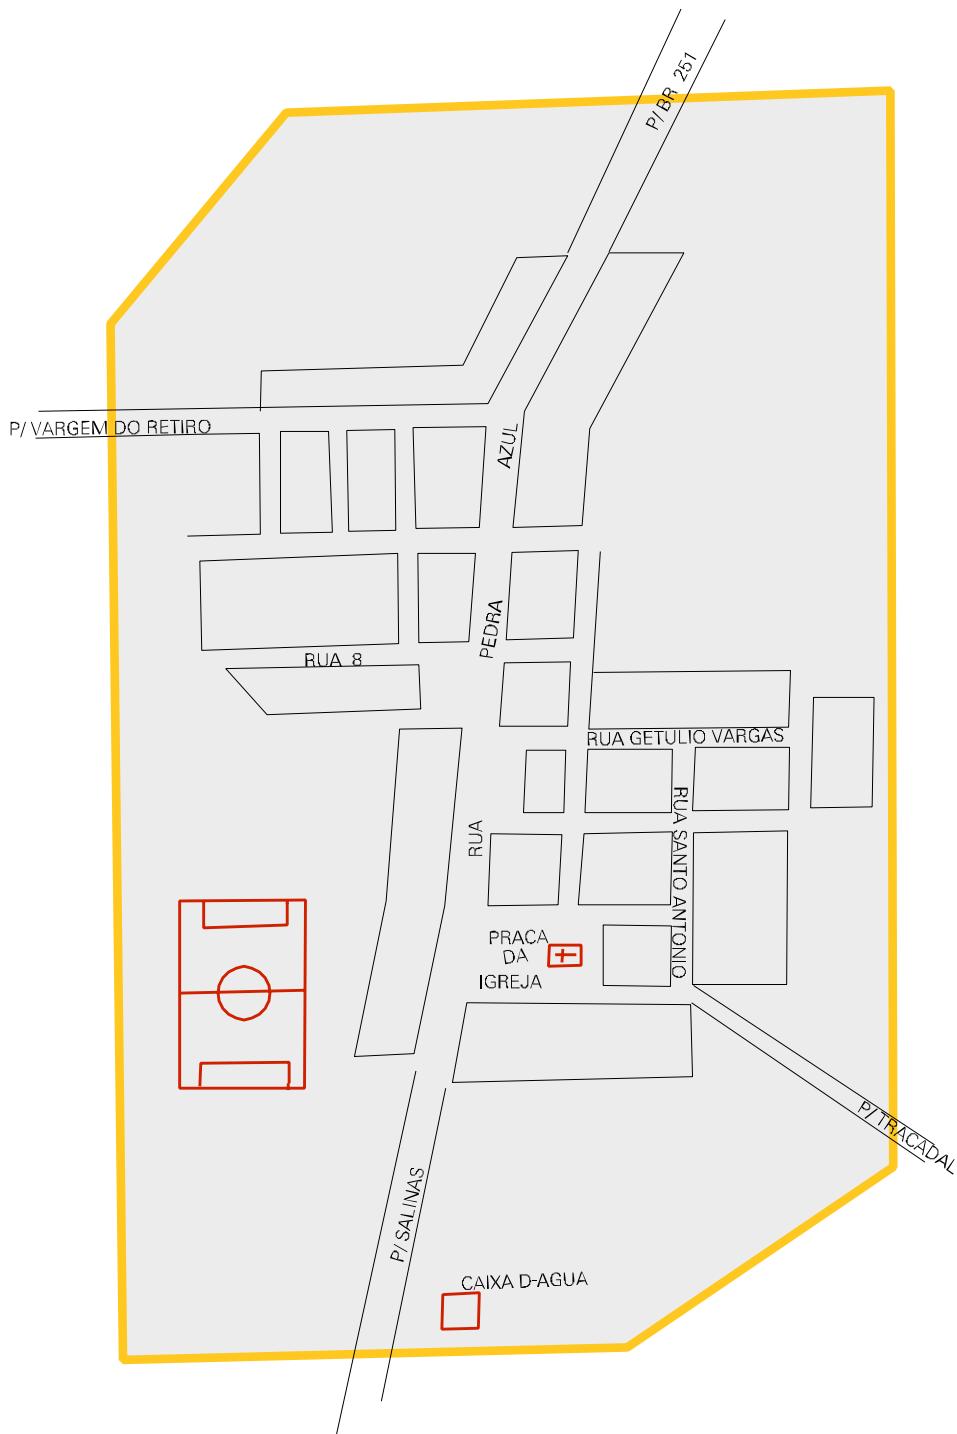 P/BR 251
P/ VARGEM DO RETIRO
AZUL
PEDRA
RUA 8
RUA GETULIO VARGAS
RUA SANTO ANTONIO
RUA
PRACA
DA
IGREJA
P/TRACADAL
P/SALINAS
CAIXA D-AGUA